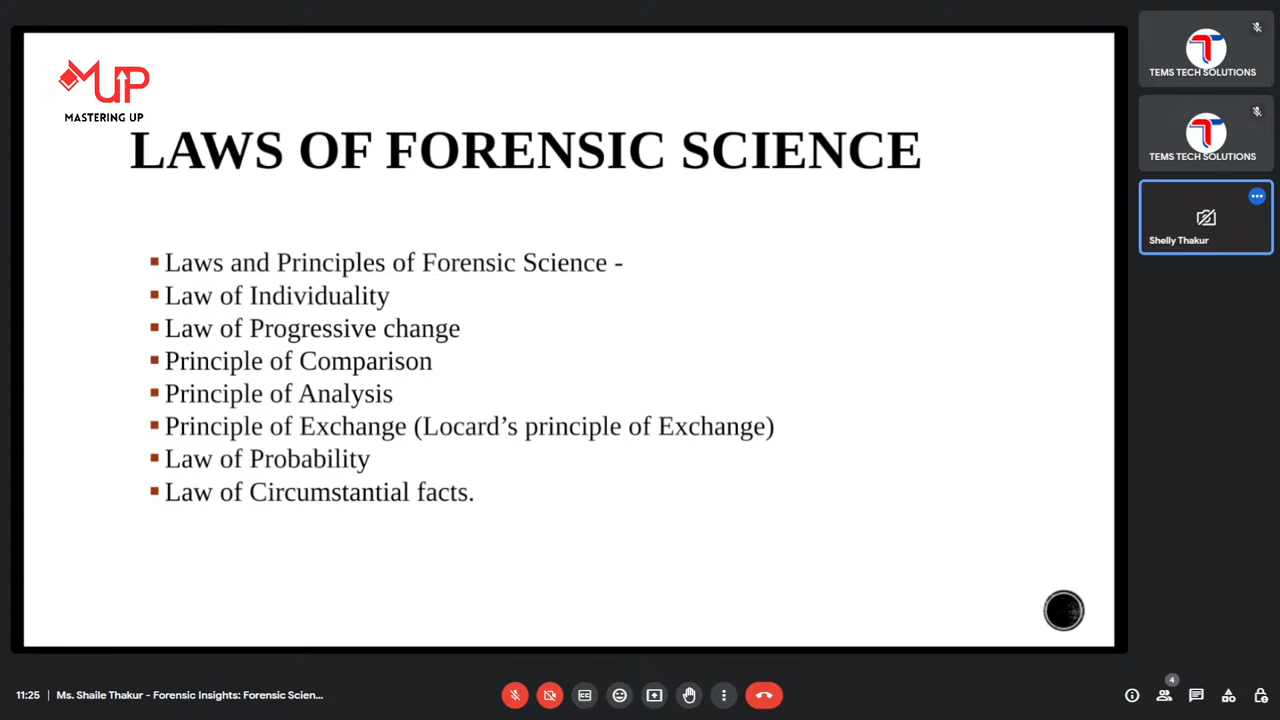 MUP
MASTERING UP
LAWS OF FORENSIC SCIENCE
Laws and Principles of Forensic Science -
Law of Individuality
Law of Progressive change
Principle of Comparison
Principle of Analysis
Principle of Exchange (Locard’s principle of Exchange)
Law of Probability
Law of Circumstantial facts.
TEMS TECH SOLUTIONS
TEMS TECH SOLUTIONS
Shelly Thakur
11:25 | Ms. Shaile Thakur - Forensic Insights: Forensic Scien...
4